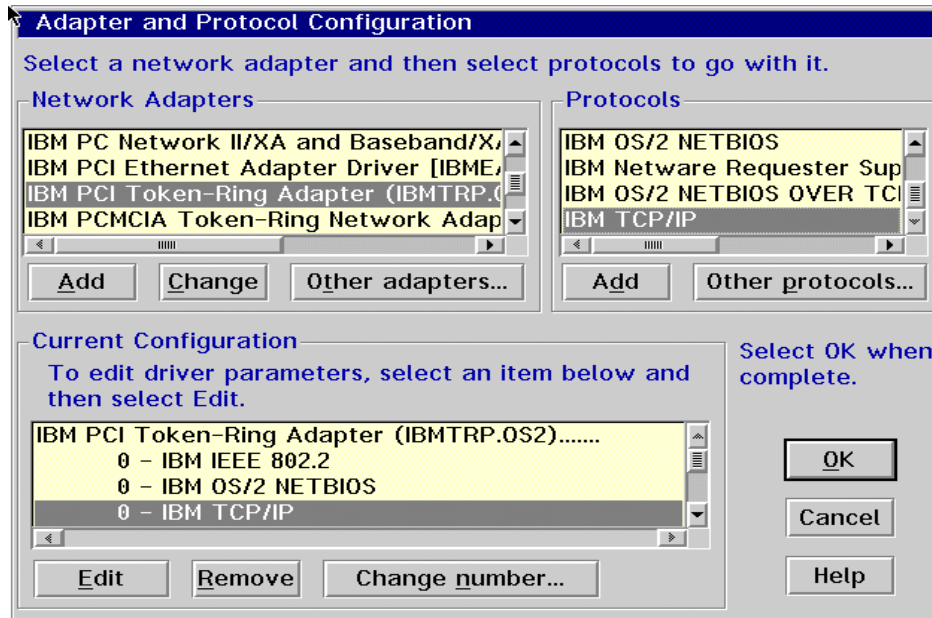 Adapter and Protocol Configuration
Select a network adapter and then select protocols to go with it.
Network Adapters
IBM PC Network II/XA and Baseband/X
IBM PCI Ethernet Adapter Driver [IBME
IBM PCI Token-Ring Adapter (IBMTRP.
IBM PCMCIA Token-Ring Network Adap
Add Change Other adapters...
Protocols
IBM OS/2 NETBIOS
IBM Netware Requester Sup
IBM OS/2 NETBIOS OVER TC
IBM TCP/IP
Add Other protocols...
Current Configuration
To edit driver parameters, select an item below and
then select Edit.
IBM PCI Token-Ring Adapter (IBMTRP.OS2).......
0 - IBM IEEE 802.2
0 - IBM OS/2 NETBIOS
0 - IBM TCP/IP
Edit Remove Change number...
Select OK when
complete.
OK
Cancel
Help